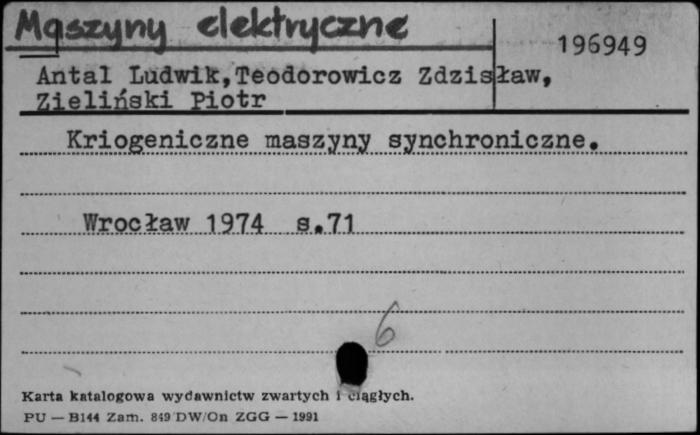 Maszyny elektryczne
196949
Antal Ludwik,Teodorowicz Zdzisław,
Zieliński Piotr
Kriogeniczne maszyny synchroniczne.
Wrocław 1974 s.71
6
Karta katalogowa wydawnictw zwartych i ciągłych.
PU — B144 Zam. 849 DW/On ZGG — 1991